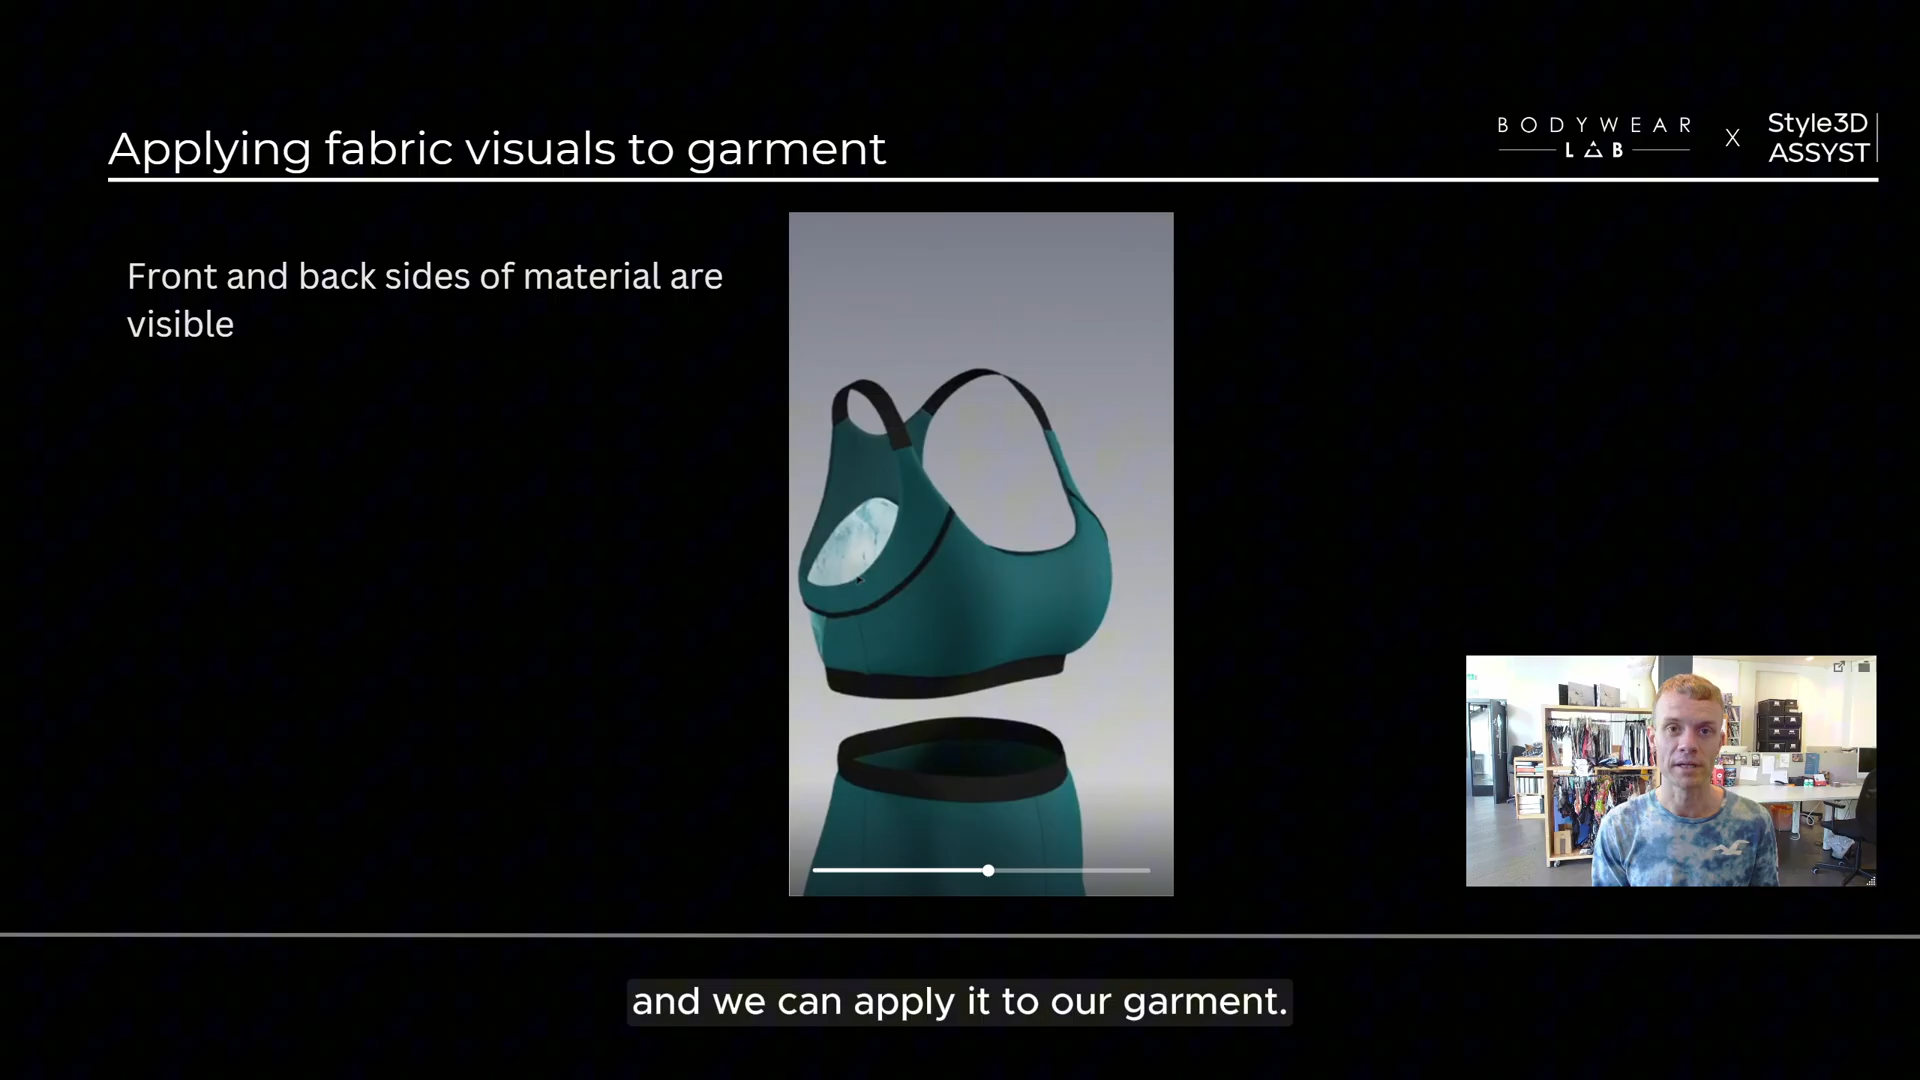 Applying fabric visuals to garment
BODYWEAR
LAB
X
Style3D
ASSYST
Front and back sides of material are
visible
and we can apply it to our garment.